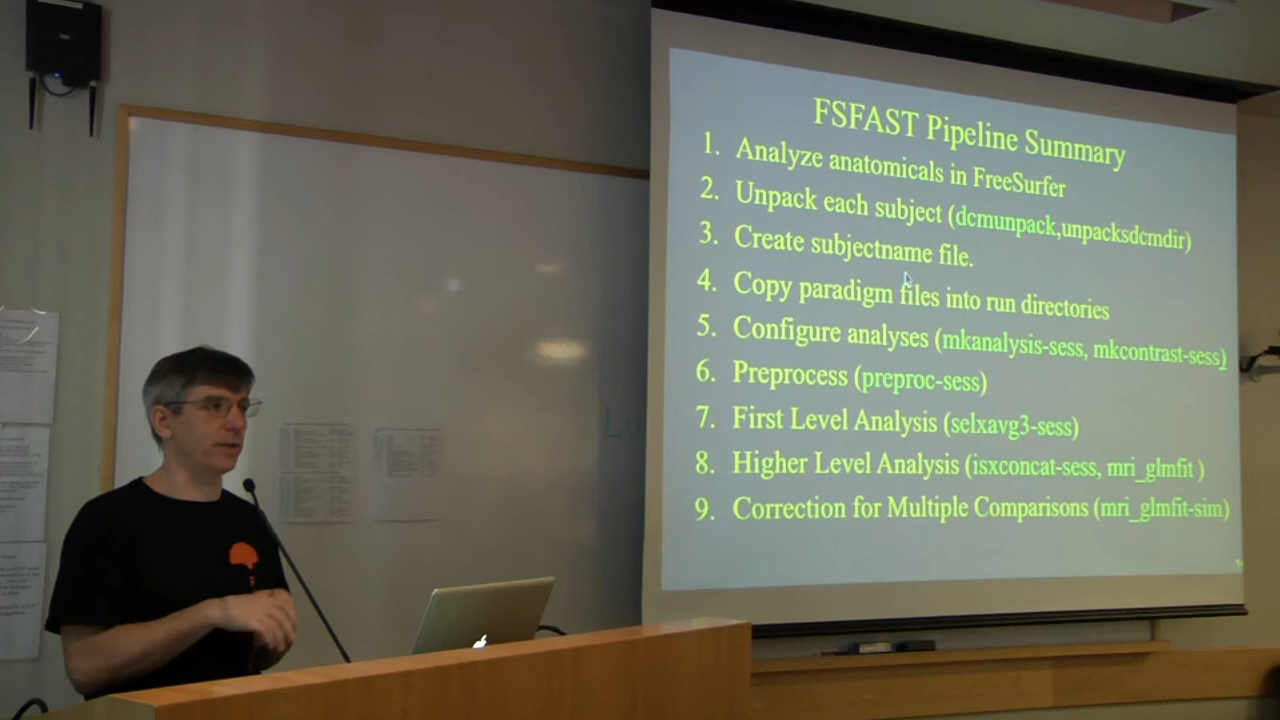 FSFAST Pipeline Summary
1. Analyze anatomicals in FreeSurfer
2. Unpack each subject (dcmunpack,unpacksdcmdir)
3. Create subjectname file.
4. Copy paradigm files into run directories
5. Configure analyses (mkanalysis-sess, mkcontrast-sess)
6. Preprocess (preproc-sess)
7. First Level Analysis (selxavg3-sess)
8. Higher Level Analysis (isxconcat-sess, mri_glmfit )
9. Correction for Multiple Comparisons (mri_glmfit-sim)